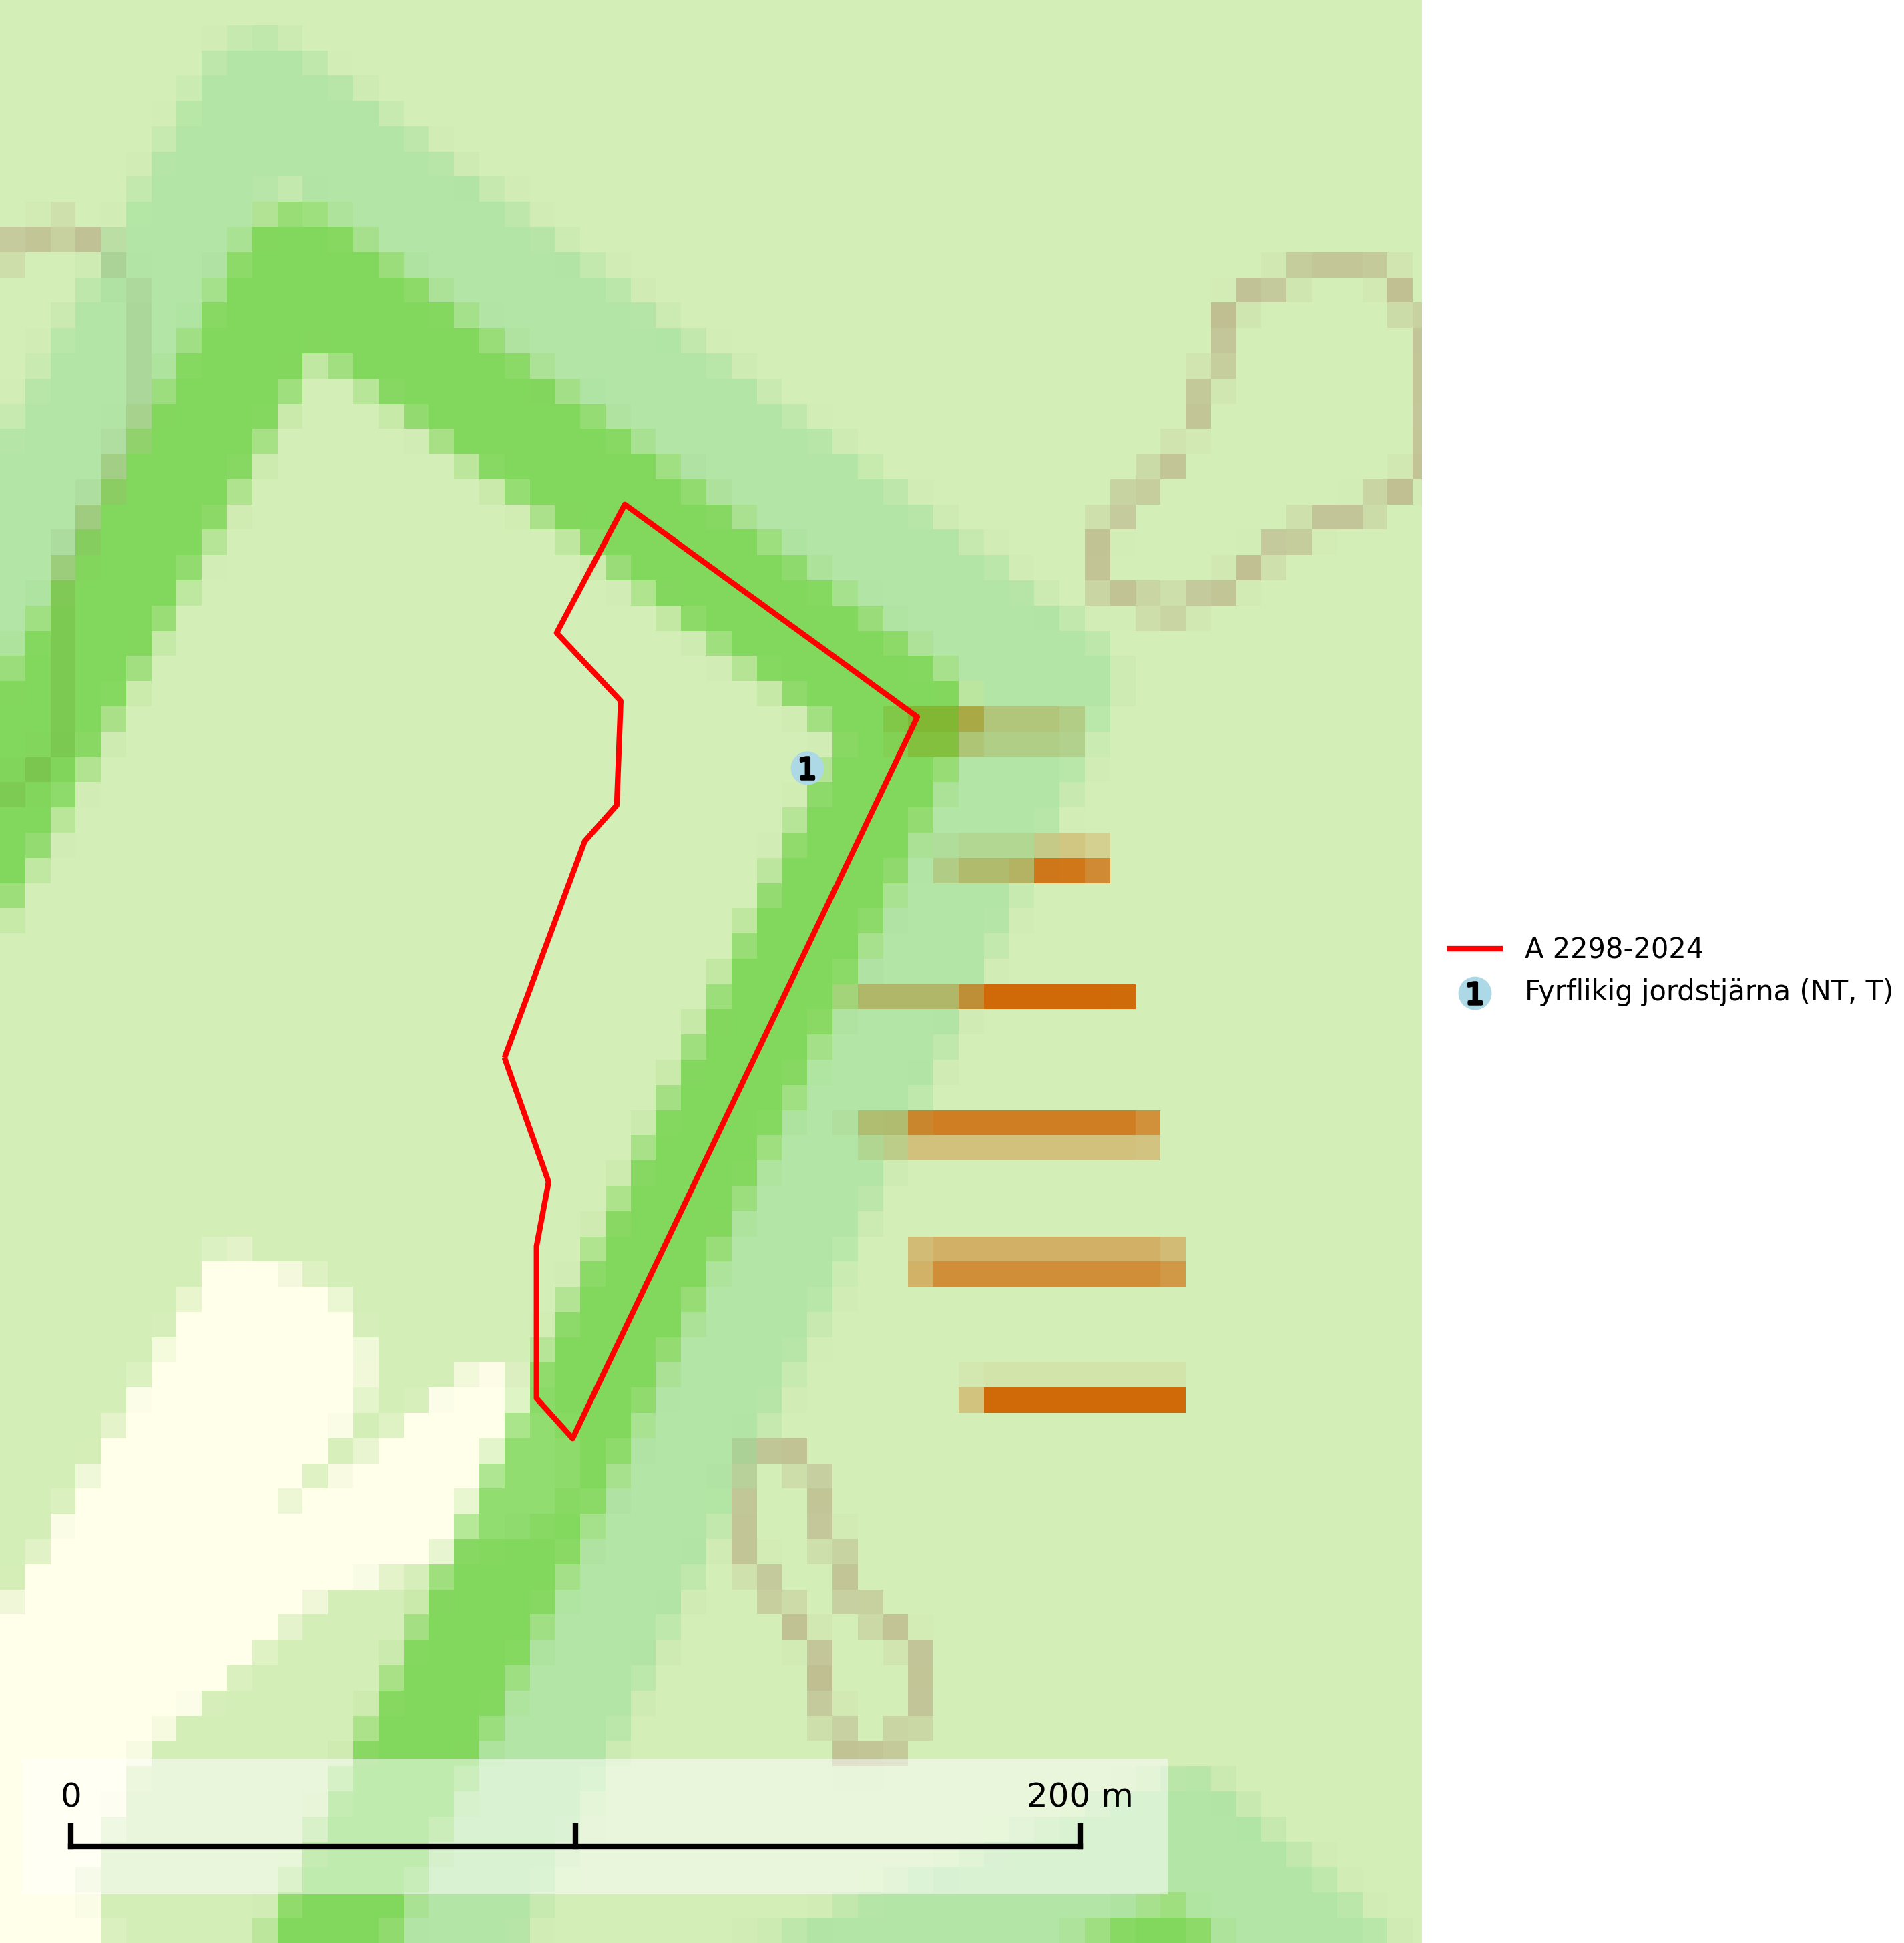 1
A 2298-2024
1 Fyrflikig jordstjärna (NT, T)
0 200 m